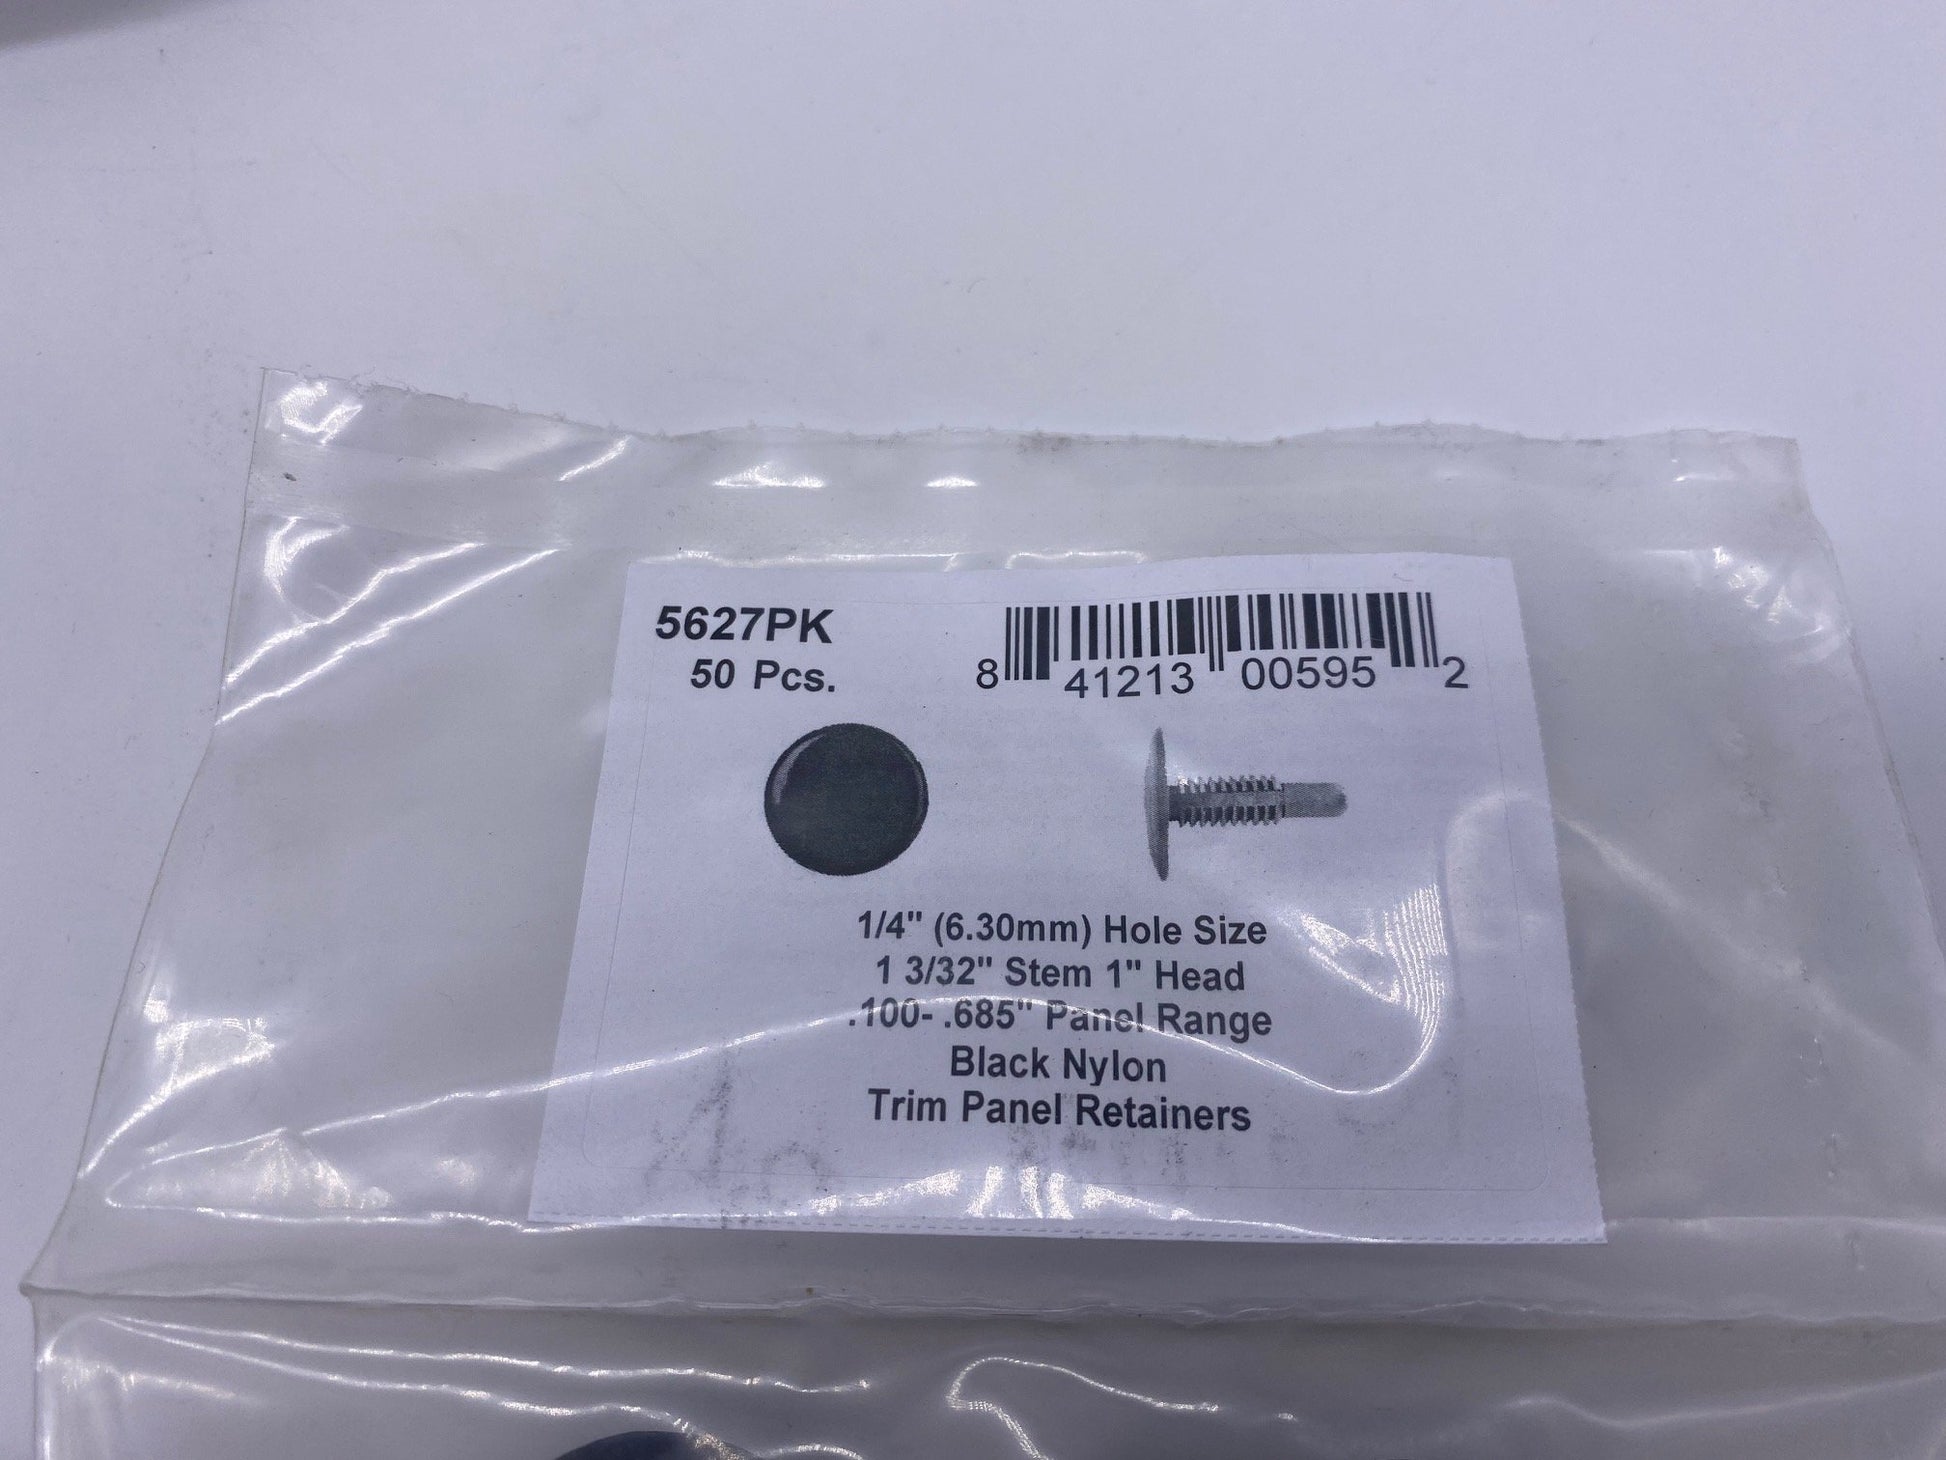 5627PK
50 Pcs.
8 41213 00595 2
1/4" (6.30mm) Hole Size
1 3/32" Stem 1" Head
.100- .685" Panel Range
Black Nylon
Trim Panel Retainers